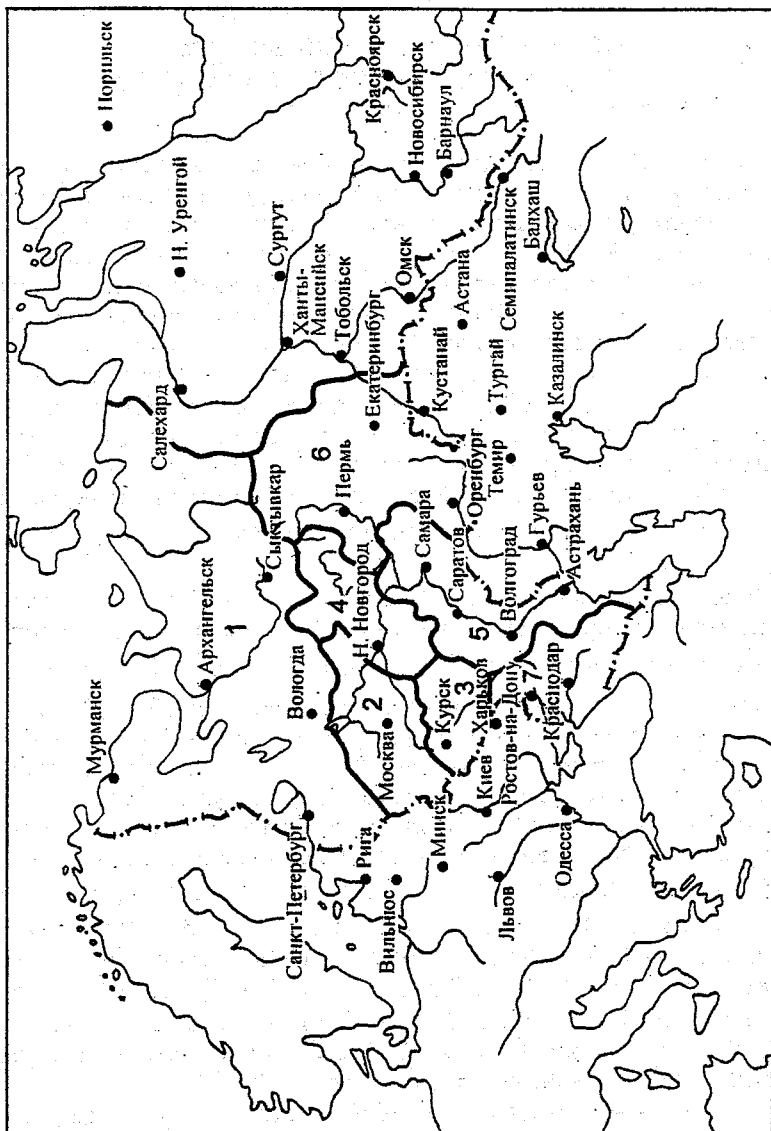 Мурманск
Норильск
Архангельск
1
Салехард
Н. Уренгой
Сыктывкар
Сургут
Ханты-
Мансийск
Санкт-Петербург
Вологда
4
6
Пермь
Тобольск
Екатеринбург
Рига
Вильнюс
Москва
2
Н. Новгород
Омск
Красноярск
Новосибирск
Барнаул
Минск
Курск
3
Самара
Саратов
5
Оренбург
Кустанай
Астана
Киев
Харьков
Львов
Ростов-на-Дону
7
Волгоград
Темир
Тургай
Семипалатинск
Одесса
Краснодар
Астрахань
Гурьев
Казалинск
Балхаш